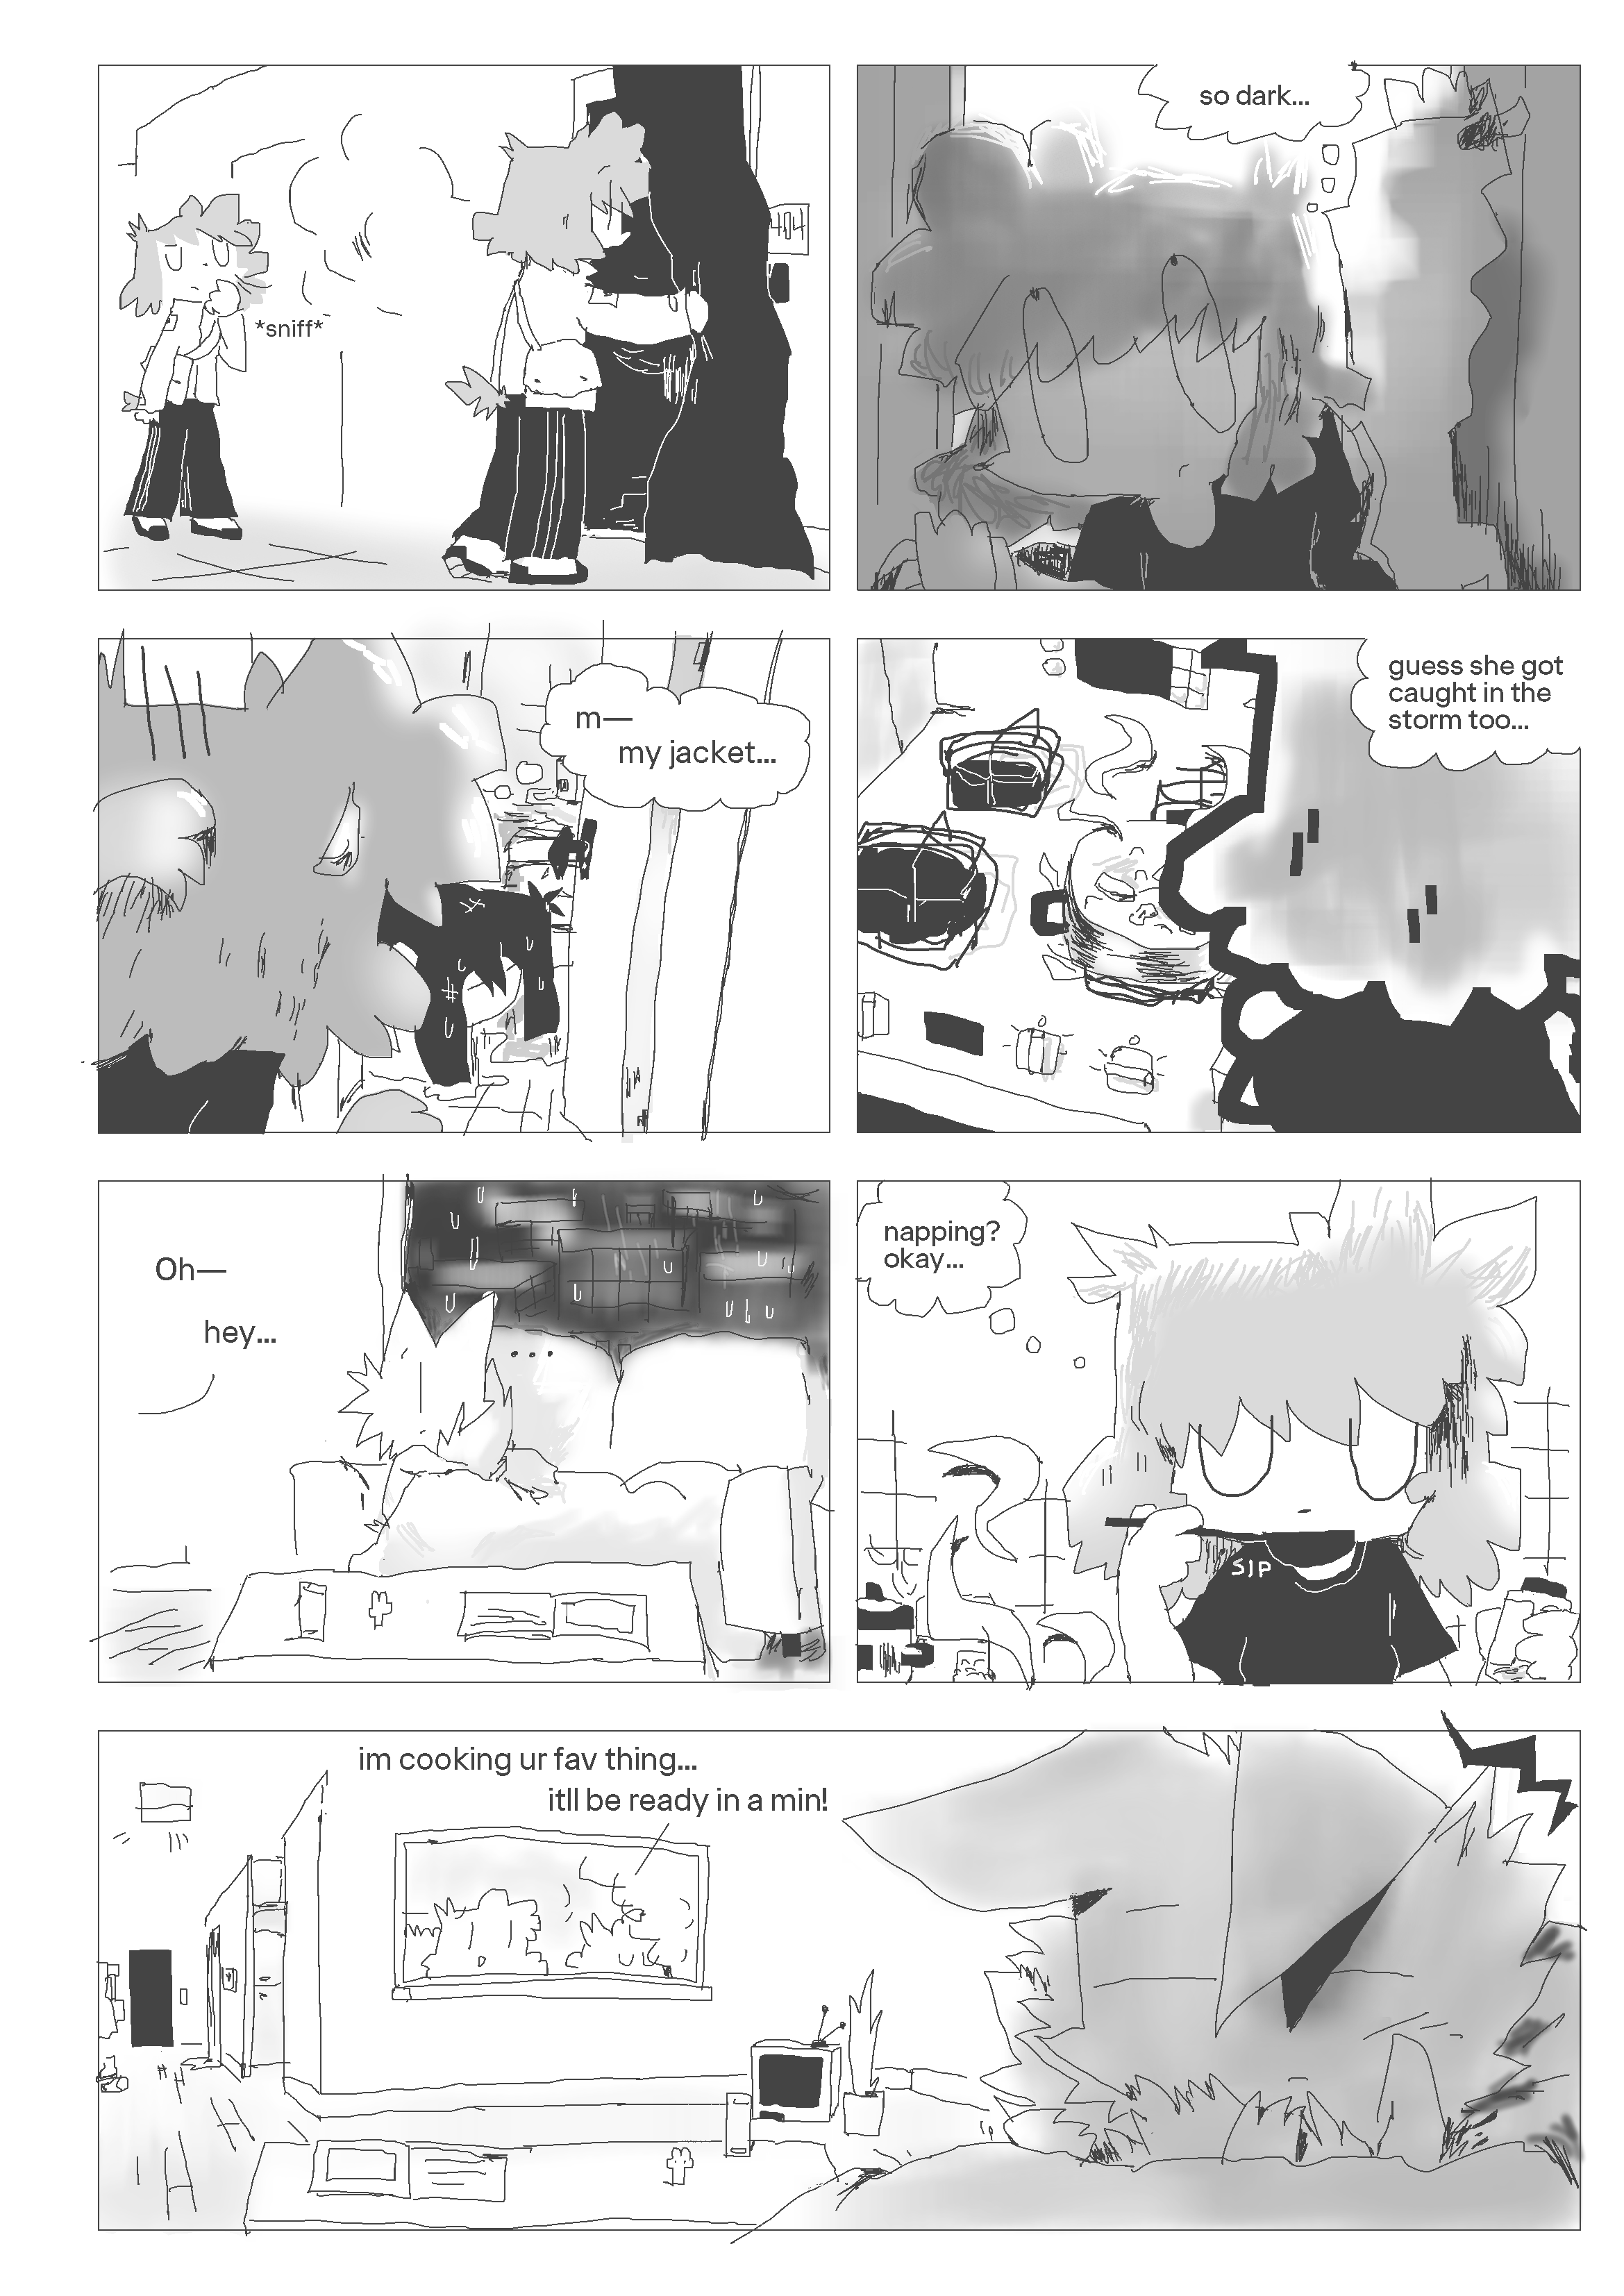 404
*sniff*
so dark...
m—
my jacket...
guess she got
caught in the
storm too...
Oh—
hey...
...
napping?
okay...
SIP
im cooking ur fav thing...
itll be ready in a min!